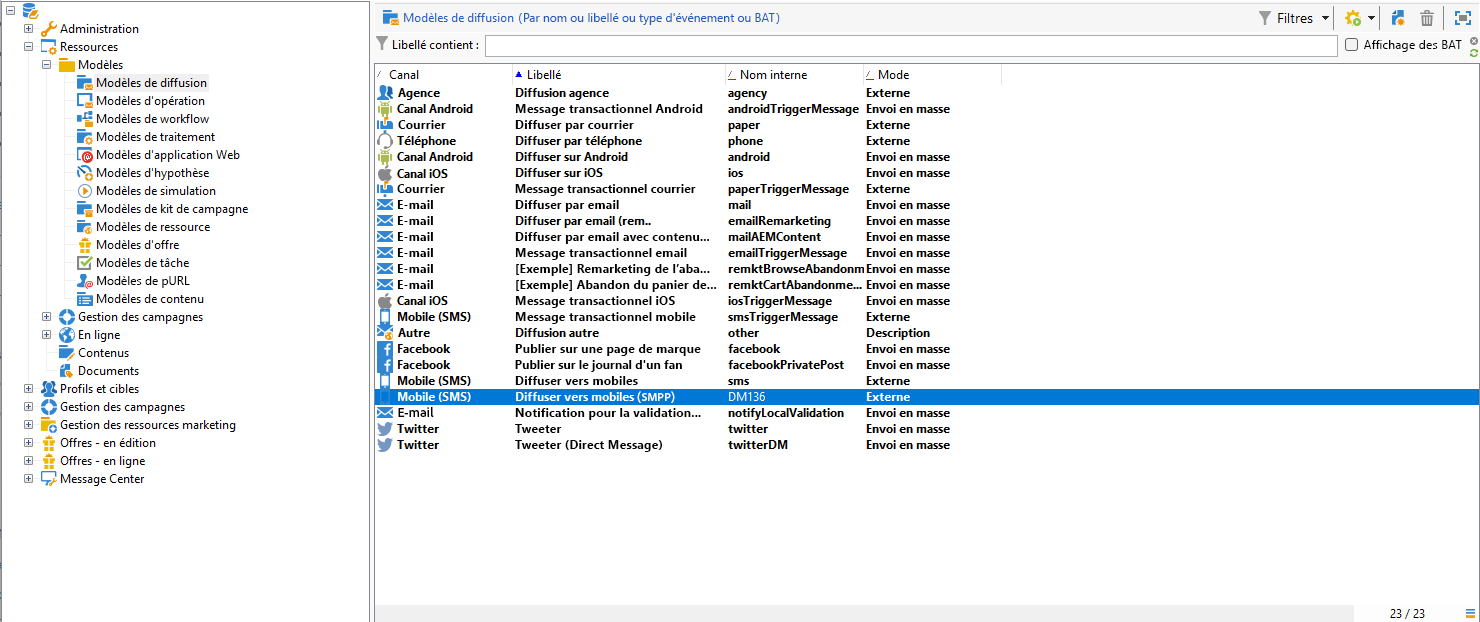 Administration
Ressources
Modèles
Modèles de diffusion
Modèles d'opération
Modèles de workflow
Modèles de traitement
Modèles d'application Web
Modèles d'hypothèse
Modèles de simulation
Modèles de kit de campagne
Modèles de ressource
Modèles d'offre
Modèles de tâche
Modèles de pURL
Modèles de contenu
Gestion des campagnes
En ligne
Contenus
Documents
Profils et cibles
Gestion des campagnes
Gestion des ressources marketing
Offres - en édition
Offres - en ligne
Message Center
Modèles de diffusion (Par nom ou libellé ou type d'événement ou BAT) Filtres
Libellé contient : Affichage des BAT
Canal Libellé Nom interne Mode
Agence Diffusion agence agency Externe
Canal Android Message transactionnel Android androidTriggerMessage Envoi en masse
Courrier Diffuser par courrier paper Externe
Téléphone Diffuser par téléphone phone Externe
Canal Android Diffuser sur Android android Envoi en masse
Canal iOS Diffuser sur iOS ios Envoi en masse
Courrier Message transactionnel courrier paperTriggerMessage Externe
E-mail Diffuser par email mail Envoi en masse
E-mail Diffuser par email (rem.. emailRemarketing Envoi en masse
E-mail Diffuser par email avec contenu... mailAEMContent Envoi en masse
E-mail Message transactionnel email emailTriggerMessage Envoi en masse
E-mail [Exemple] Remarketing de l'aba... remktBrowseAbandonm Envoi en masse
E-mail [Exemple] Abandon du panier de... remktCartAbandonme... Envoi en masse
Canal iOS Message transactionnel iOS iosTriggerMessage Envoi en masse
Mobile (SMS) Message transactionnel mobile smsTriggerMessage Externe
Autre Diffusion autre other Description
Facebook Publier sur une page de marque facebook Envoi en masse
Facebook Publier sur le journal d'un fan facebookPrivatePost Envoi en masse
Mobile (SMS) Diffuser vers mobiles sms Externe
Mobile (SMS) Diffuser vers mobiles (SMPP) DM136 Externe
E-mail Notification pour la validation... notifyLocalValidation Envoi en masse
Twitter Tweeter twitter Envoi en masse
Twitter Tweeter (Direct Message) twitterDM Envoi en masse
23 / 23